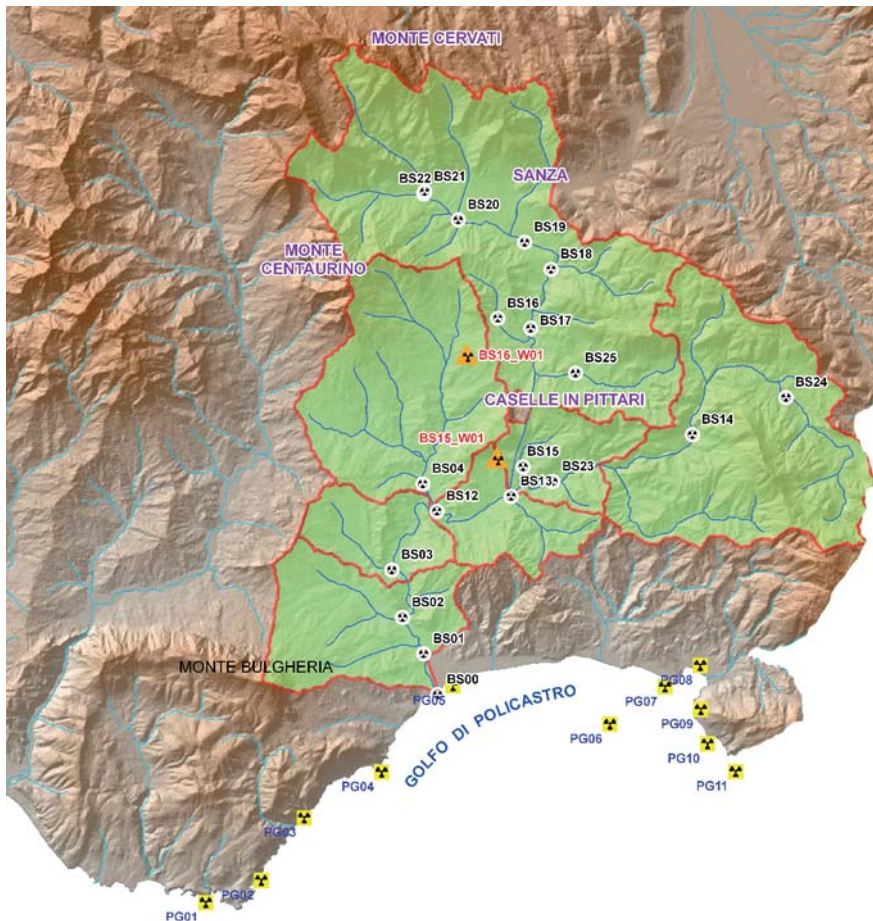 MONTE CERVATI
BS22 BS21
SANZA
BS20
BS19
MONTE
CENTAURINO
BS18
BS16
BS17
BS16_W01
BS25
CASELLE IN PITTARI
BS24
BS14
BS15_W01
BS04
BS15
BS23
BS13
BS12
BS03
BS02
BS01
MONTE BULGHERIA
BS00
PG05
GOLFO DI POLICASTRO
PG08
PG07
PG09
PG06
PG10
PG04
PG11
PG03
PG02
PG01